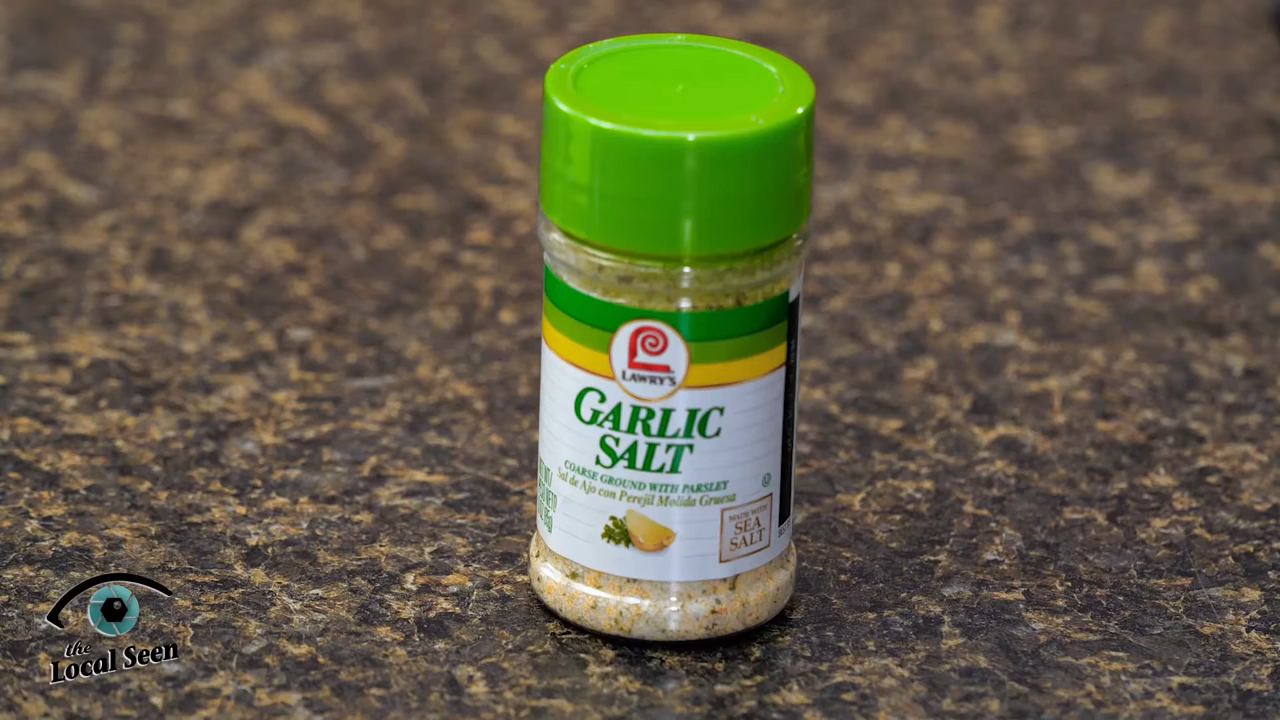 LAWRY'S
GARLIC
SALT
COARSE GROUND WITH PARSLEY
Sal de Ajo con Perejil Molida Gruesa
MADE WITH
SEA
SALT
the
Local Seen